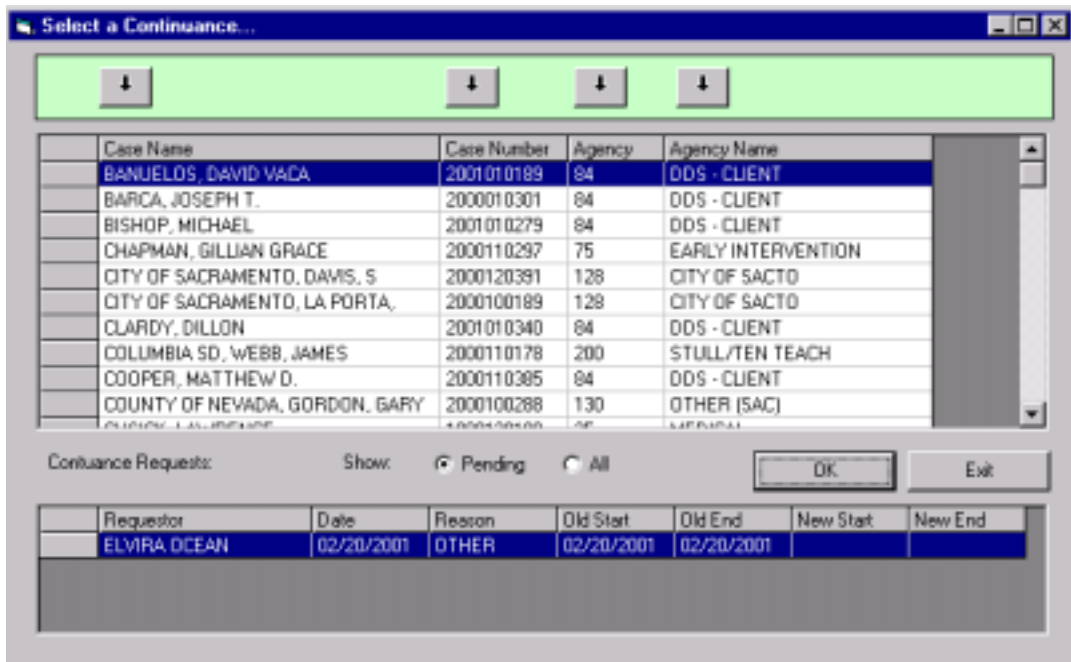 Select a Continuance...
Case Name Case Number Agency Agency Name
BANUELOS, DAVID VACA 2001010189 84 DDS - CLIENT
BARCA, JOSEPH T. 2000010301 84 DDS - CLIENT
BISHOP, MICHAEL 2001010279 84 DDS - CLIENT
CHAPMAN, GILLIAN GRACE 2000110297 75 EARLY INTERVENTION
CITY OF SACRAMENTO, DAVIS, S 2000120391 128 CITY OF SACTO
CITY OF SACRAMENTO, LA PORTA, 2000100189 128 CITY OF SACTO
CLARDY, DILLON 2001010340 84 DDS - CLIENT
COLUMBIA SD, WEBB, JAMES 2000110178 200 STULL/TEN TEACH
COOPER, MATTHEW D. 2000110385 84 DDS - CLIENT
COUNTY OF NEVADA, GORDON, GARY 2000100288 130 OTHER (SAC)
Contuance Requests: Show: Pending All OK Exit
Requestor Date Reason Old Start Old End New Start New End
ELVIRA OCEAN 02/20/2001 OTHER 02/20/2001 02/20/2001